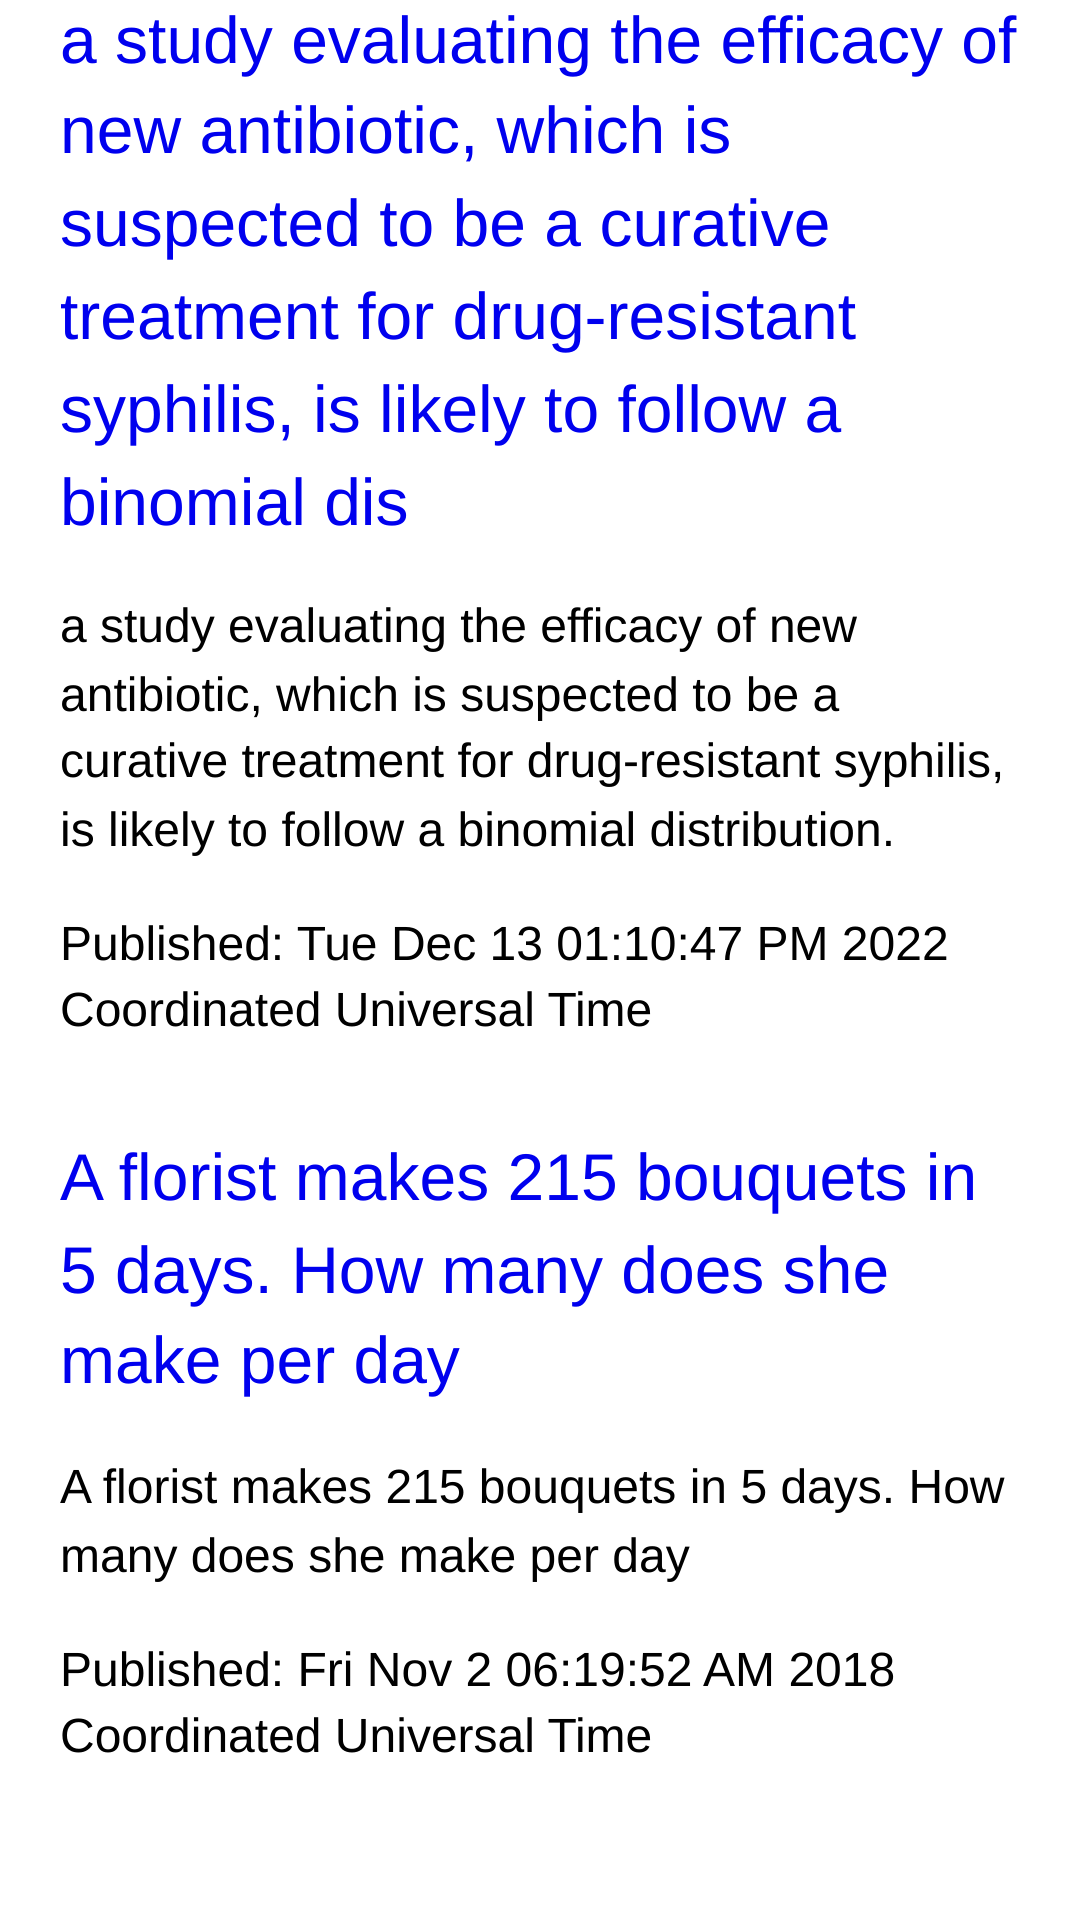 a study evaluating the efficacy of
new antibiotic, which is
suspected to be a curative
treatment for drug-resistant
syphilis, is likely to follow a
binomial dis
a study evaluating the efficacy of new
antibiotic, which is suspected to be a
curative treatment for drug-resistant syphilis,
is likely to follow a binomial distribution.
Published: Tue Dec 13 01:10:47 PM 2022
Coordinated Universal Time
A florist makes 215 bouquets in
5 days. How many does she
make per day
A florist makes 215 bouquets in 5 days. How
many does she make per day
Published: Fri Nov 2 06:19:52 AM 2018
Coordinated Universal Time